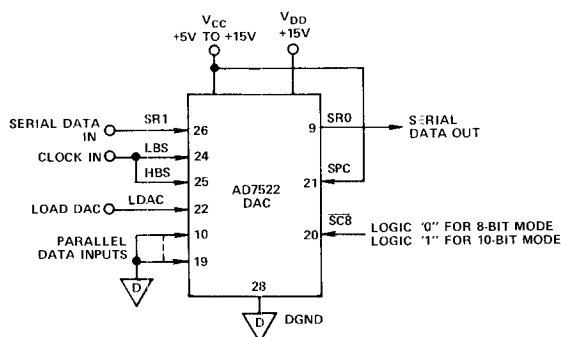 VCC
+5V
TO +15V
VDD
+15V
SERIAL DATA
IN
SR1
26
9
SRO
SERIAL
DATA OUT
CLOCK IN
LBS
24
HBS
25
AD7522
DAC
SPC
21
LOAD DAC
LDAC
22
SC8
20
LOGIC "0" FOR 8-BIT MODE
LOGIC "1" FOR 10-BIT MODE
PARALLEL
DATA INPUTS
10
19
D
28
D
DGND